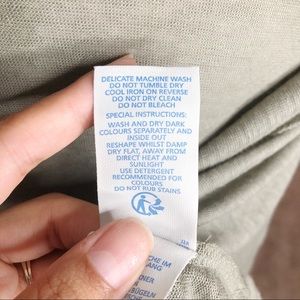 DELICATE MACHINE WASH
DO NOT TUMBLE DRY
COOL IRON ON REVERSE
DO NOT DRY CLEAN
DO NOT BLEACH
SPECIAL INSTRUCTIONS:
WASH AND DRY DARK
COLOURS SEPARATELY AND
INSIDE OUT
RESHAPE WHILST DAMP
DRY FLAT, AWAY FROM
DIRECT HEAT AND
SUNLIGHT
USE DETERGENT
RECOMMENDED FOR
COLOURS
DO NOT RUB STAINS